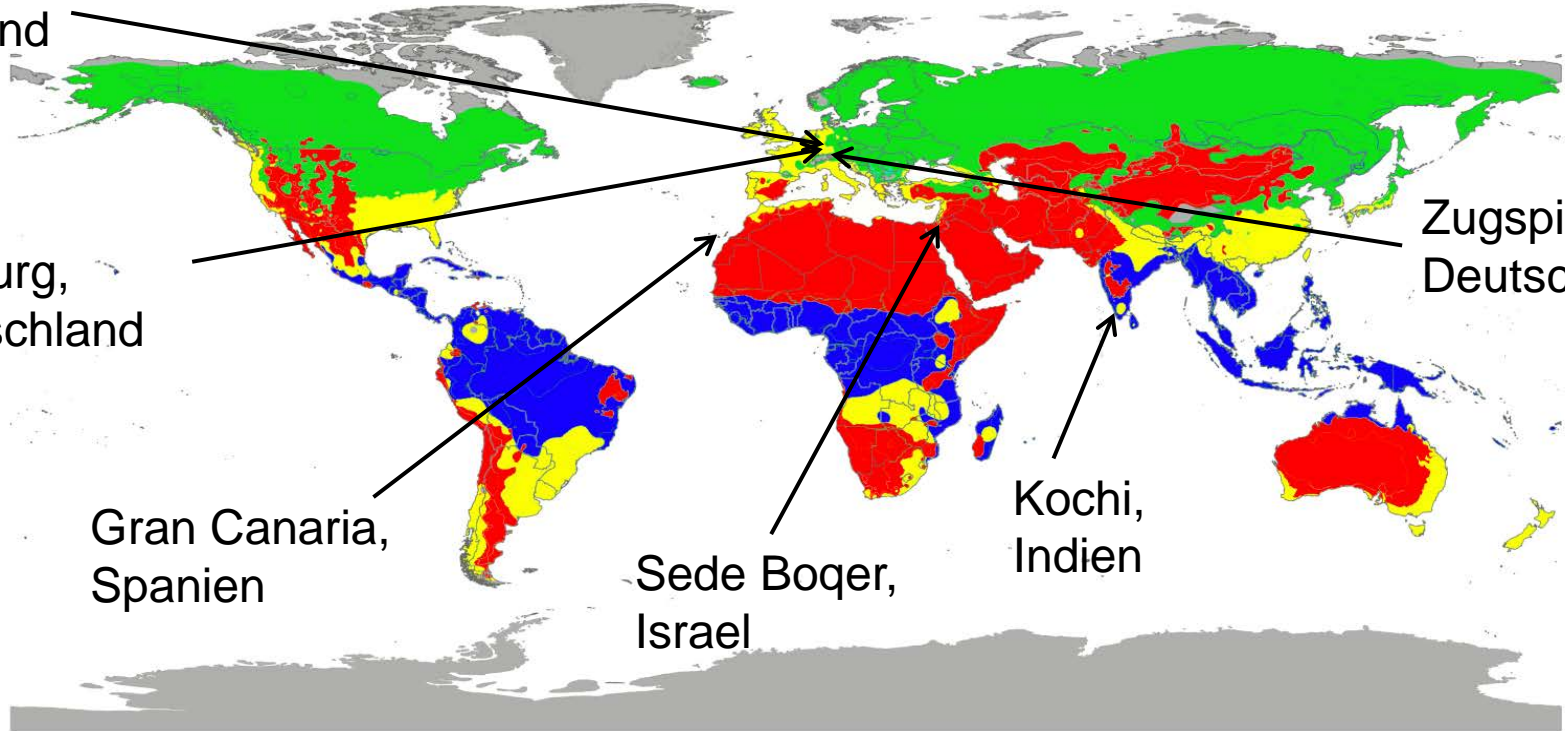 nd
urg,
schland
Zugspi
Deutsc
Gran Canaria,
Spanien
Sede Boqer,
Israel
Kochi,
Indien